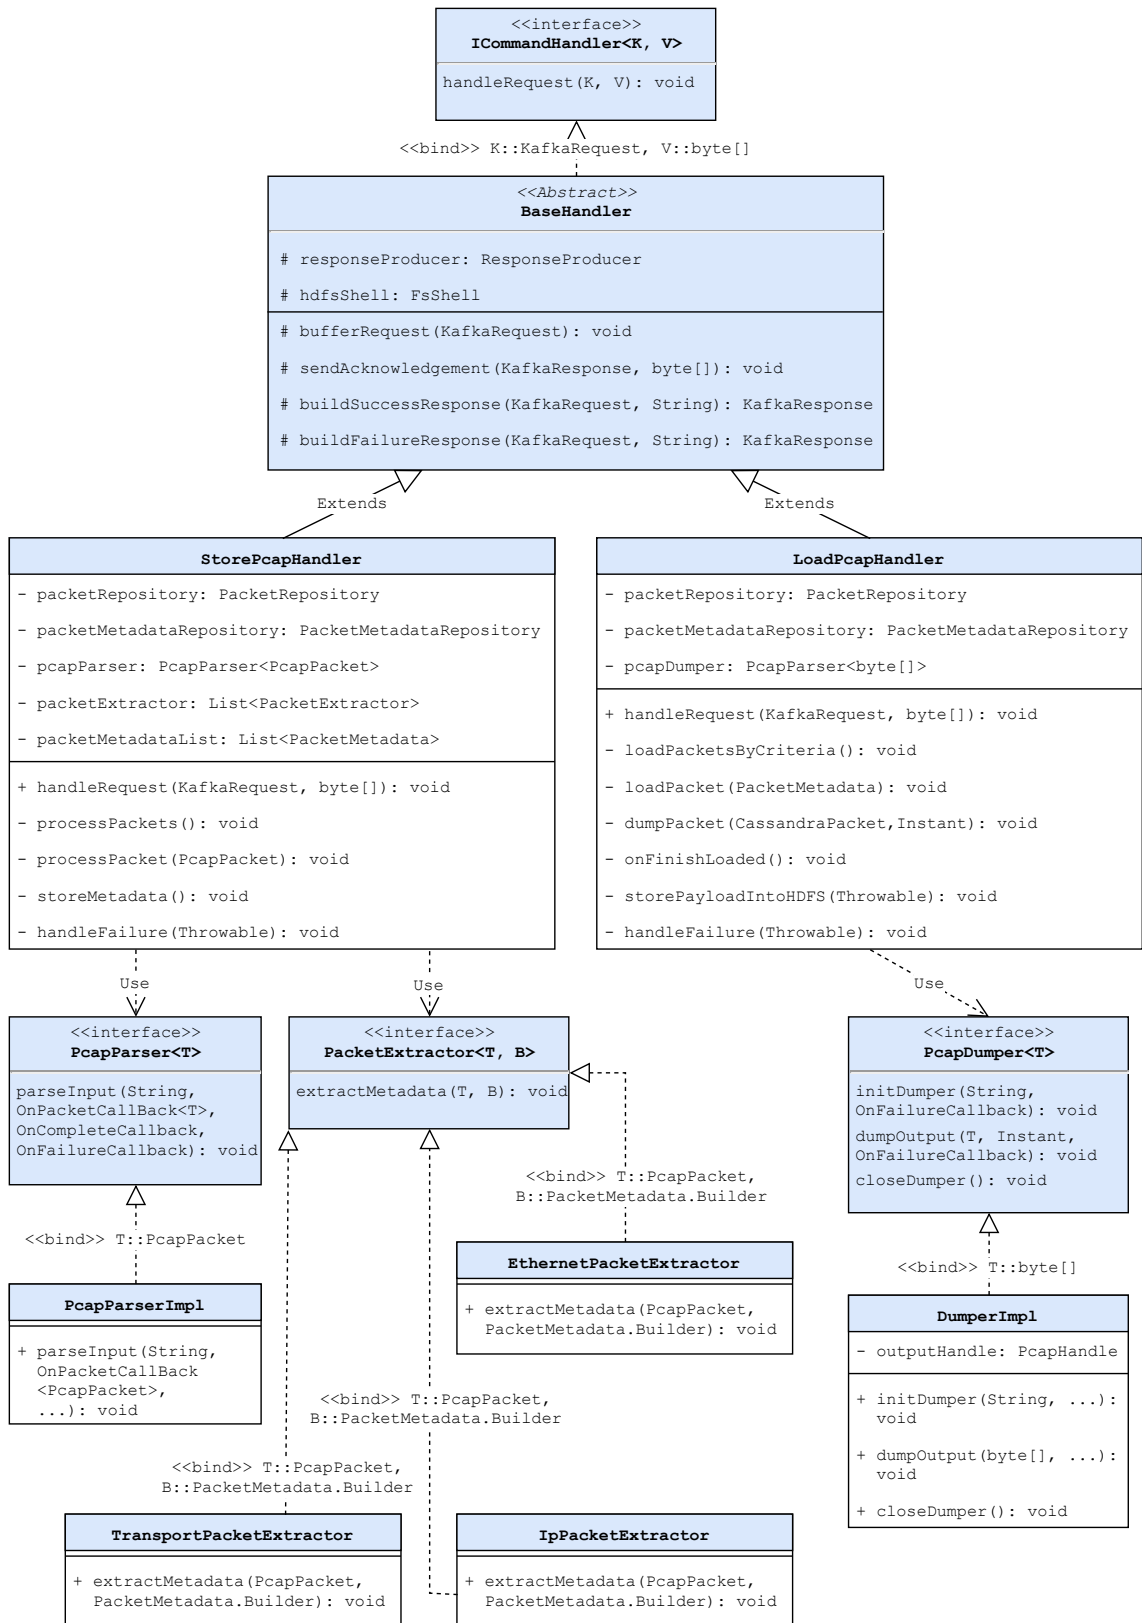 <<interface>>
ICommandHandler<K, V>
handleRequest(K, V): void
<<bind>> K::KafkaRequest, V::byte[]
<<Abstract>>
BaseHandler
# responseProducer: ResponseProducer
# hdfsShell: FsShell
# bufferRequest(KafkaRequest): void
# sendAcknowledgement(KafkaResponse, byte[]): void
# buildSuccessResponse(KafkaRequest, String): KafkaResponse
# buildFailureResponse(KafkaRequest, String): KafkaResponse
Extends
Extends
StorePcapHandler
- packetRepository: PacketRepository
- packetMetadataRepository: PacketMetadataRepository
- pcapParser: PcapParser<PcapPacket>
- packetExtractor: List<PacketExtractor>
- packetMetadataList: List<PacketMetadata>
+ handleRequest(KafkaRequest, byte[]): void
- processPackets(): void
- processPacket(PcapPacket): void
- storeMetadata(): void
- handleFailure(Throwable): void
LoadPcapHandler
- packetRepository: PacketRepository
- packetMetadataRepository: PacketMetadataRepository
- pcapDumper: PcapParser<byte[]>
+ handleRequest(KafkaRequest, byte[]): void
- loadPacketsByCriteria(): void
- loadPacket(PacketMetadata): void
- dumpPacket(CassandraPacket,Instant): void
- onFinishLoaded(): void
- storePayloadIntoHDFS(Throwable): void
- handleFailure(Throwable): void
Use
Use
Use
<<interface>>
PcapParser<T>
parseInput(String,
OnPacketCallBack<T>,
OnCompleteCallback,
OnFailureCallback): void
<<interface>>
PacketExtractor<T, B>
extractMetadata(T, B): void
<<interface>>
PcapDumper<T>
initDumper(String,
OnFailureCallback): void
dumpOutput(T, Instant,
OnFailureCallback): void
closeDumper(): void
<<bind>> T::PcapPacket
<<bind>> T::PcapPacket,
B::PacketMetadata.Builder
<<bind>> T::byte[]
PcapParserImpl
+ parseInput(String,
OnPacketCallBack
<PcapPacket>,
...): void
EthernetPacketExtractor
+ extractMetadata(PcapPacket,
PacketMetadata.Builder): void
DumperImpl
- outputHandle: PcapHandle
+ initDumper(String, ...):
void
+ dumpOutput(byte[], ...):
void
+ closeDumper(): void
<<bind>> T::PcapPacket,
B::PacketMetadata.Builder
<<bind>> T::PcapPacket,
B::PacketMetadata.Builder
TransportPacketExtractor
+ extractMetadata(PcapPacket,
PacketMetadata.Builder): void
IpPacketExtractor
+ extractMetadata(PcapPacket,
PacketMetadata.Builder): void